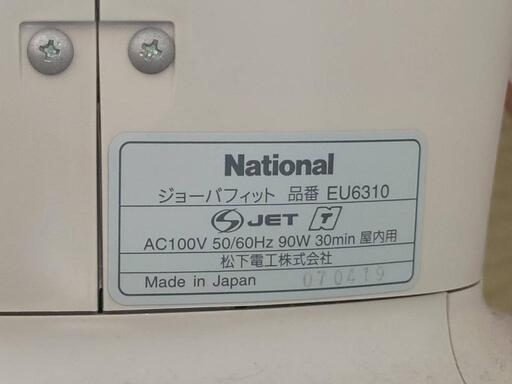 National
ジョーバフィット 品番 EU6310
JET N
AC100V 50/60Hz 90W 30min 屋内用
松下電工株式会社
Made in Japan 070419